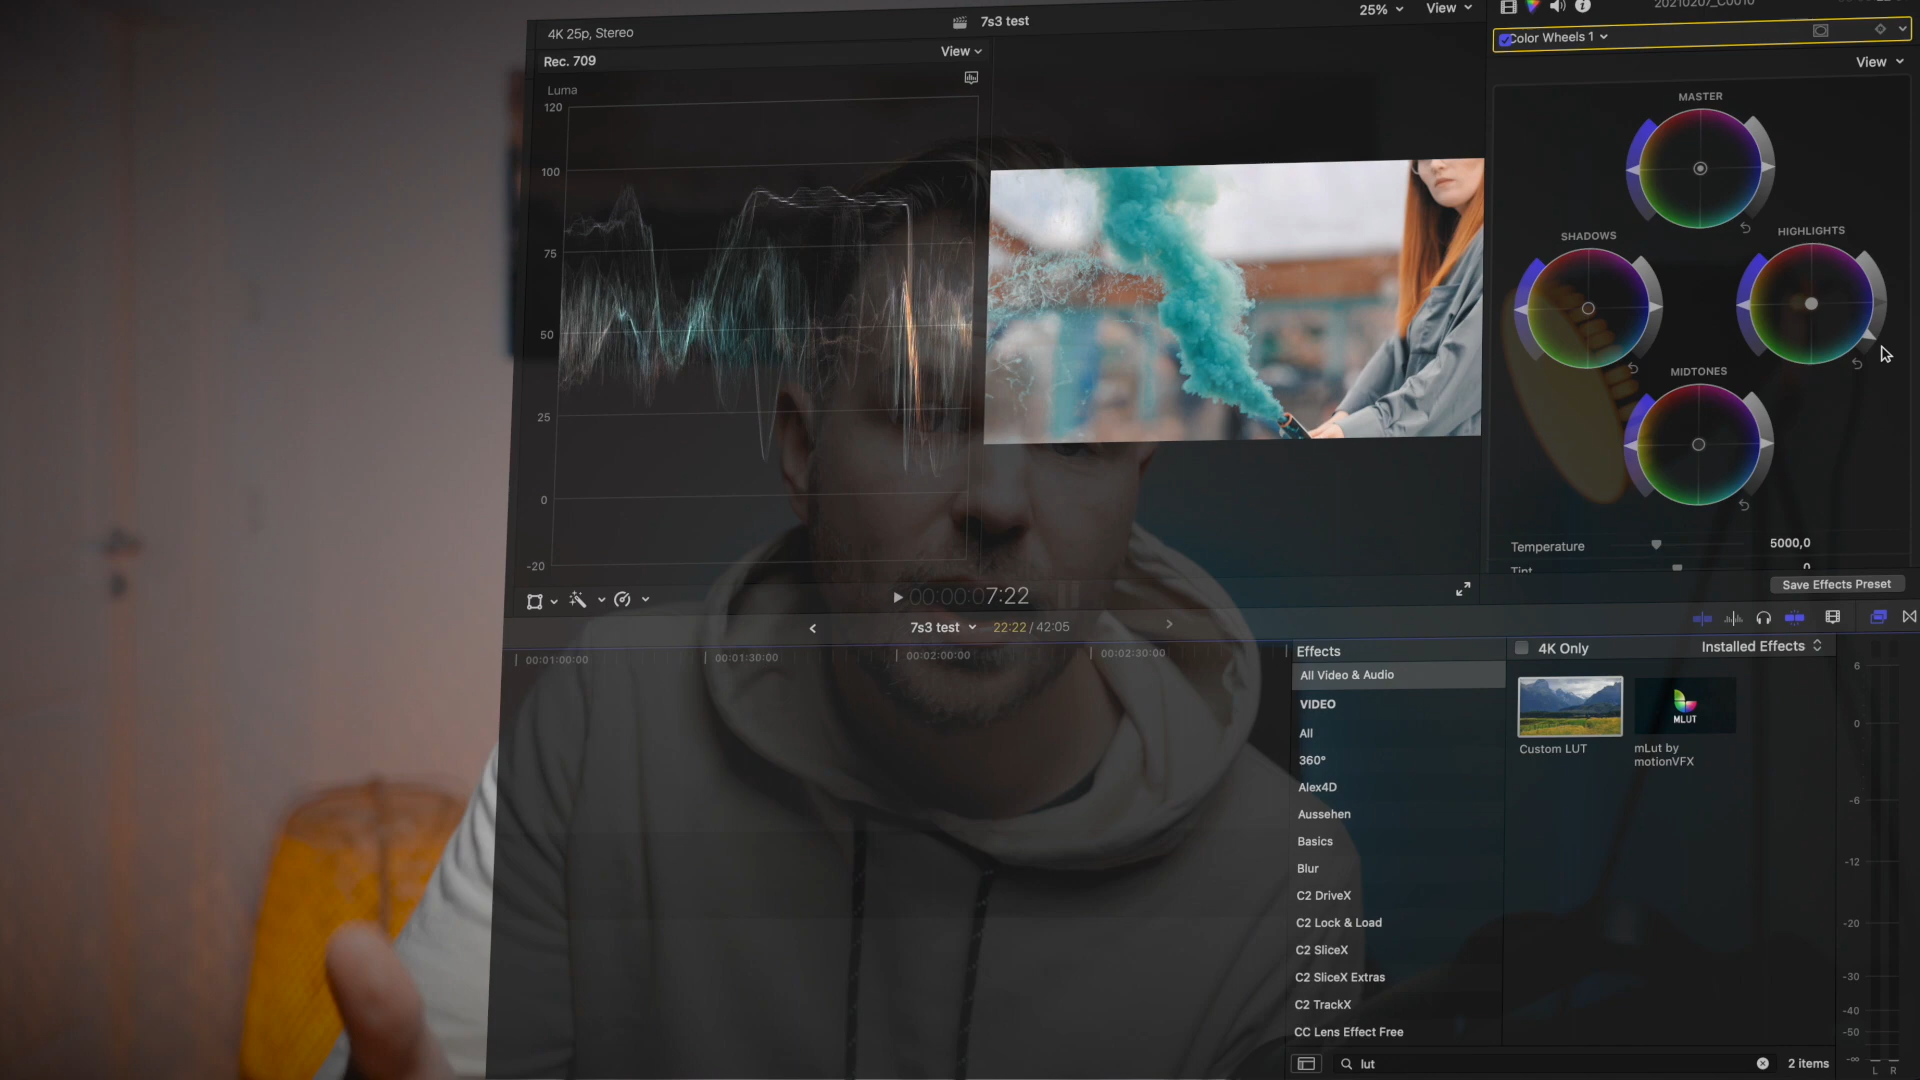 7s3 test
25%
View
20210207_C0010
4K 25p, Stereo
Rec. 709
View
Color Wheels 1
View
Luma
120
100
75
50
25
0
-20
MASTER
SHADOWS
HIGHLIGHTS
MIDTONES
Temperature
5000,0
Tint
0
Save Effects Preset
00:00:07:22
7s3 test
22:22 / 42:05
00:01:00:00
00:01:30:00
00:02:00:00
00:02:30:00
Effects
4K Only
Installed Effects
All Video & Audio
VIDEO
All
360°
Alex4D
Aussehen
Basics
Blur
C2 DriveX
C2 Lock & Load
C2 SliceX
C2 SliceX Extras
C2 TrackX
CC Lens Effect Free
MLUT
Custom LUT
mLut by
motionVFX
6
0
-6
-12
-20
-30
-40
-50
-∞
L R
lut
2 items